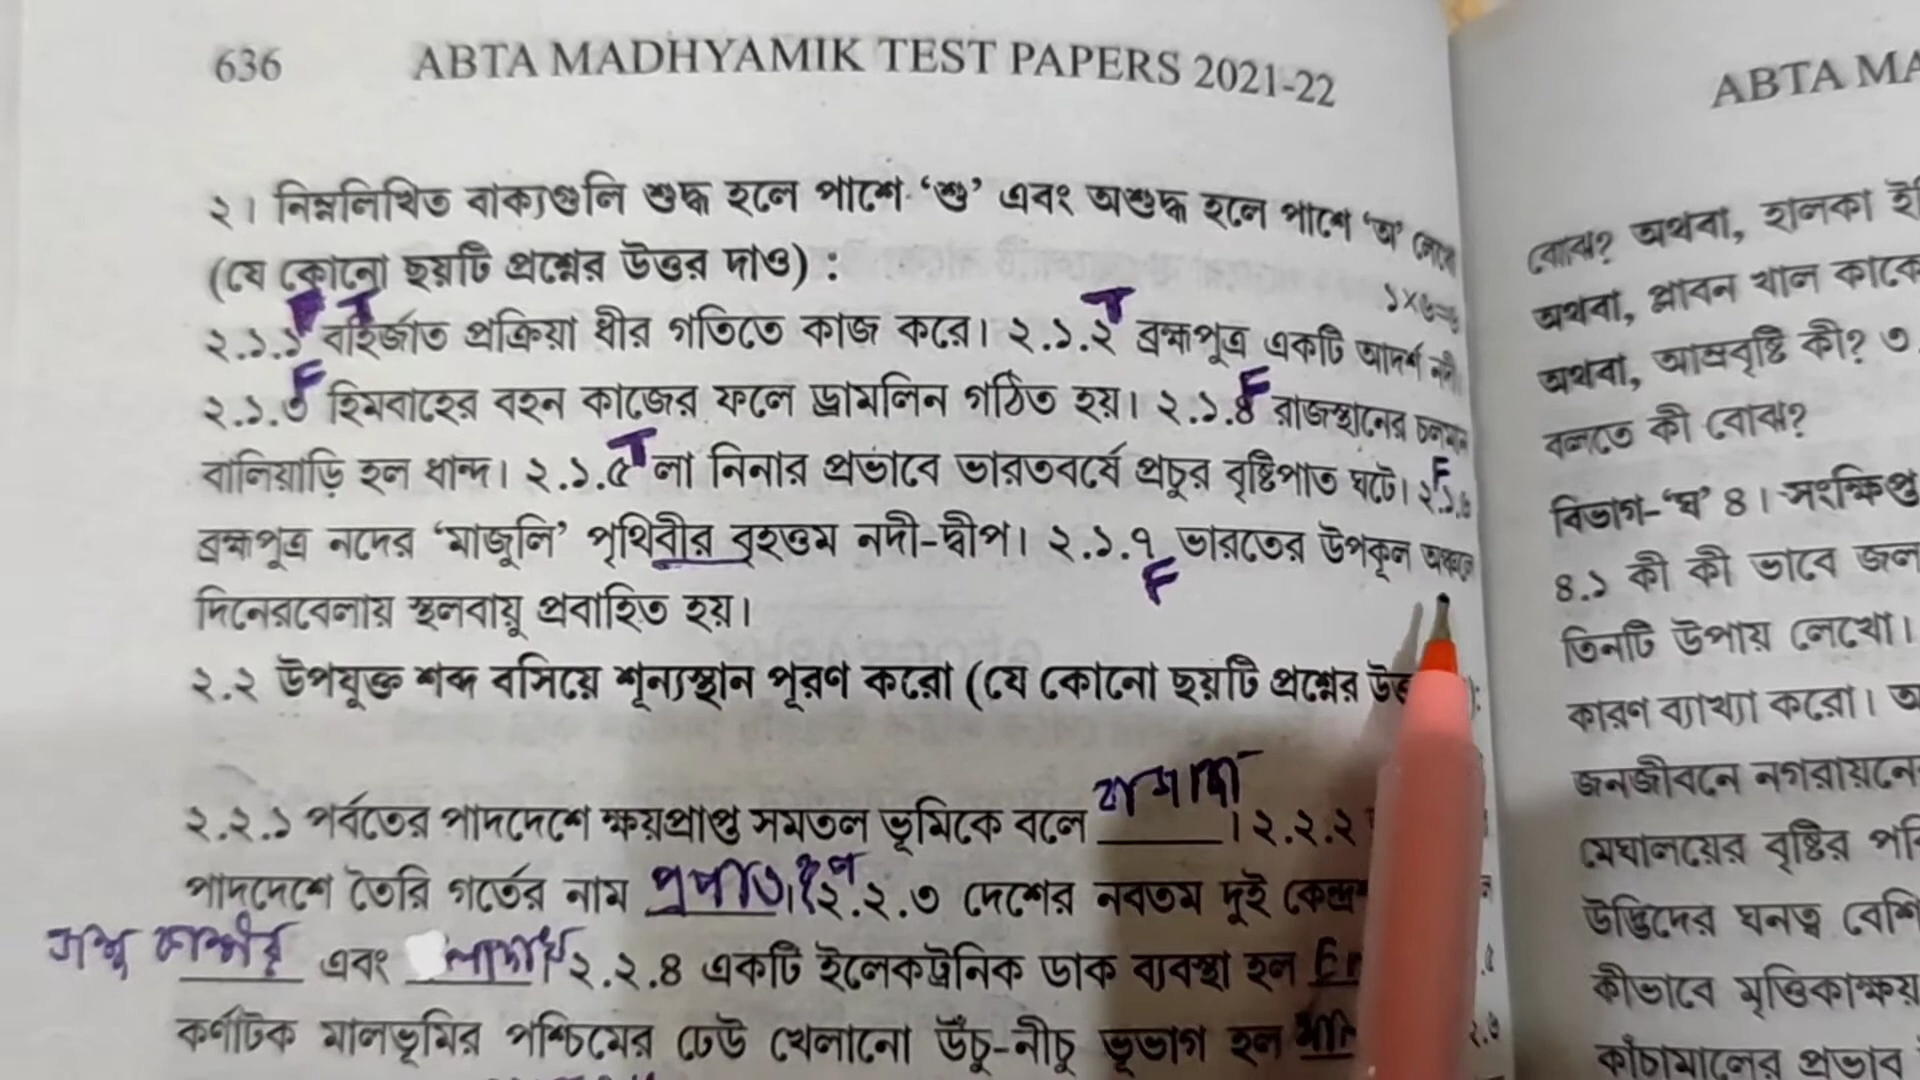 636 ABTA MADHYAMIK TEST PAPERS 2021-22
ABTA MA
২। নিম্নলিখিত বাক্যগুলি শুদ্ধ হলে পাশে 'শু' এবং অশুদ্ধ হলে পাশে 'অ' লেখো
(যে কোনো ছয়টি প্রশ্নের উত্তর দাও) :
১×৬=৬
T T
২.১.১ বহির্জাত প্রক্রিয়া ধীর গতিতে কাজ করে। ২.১.২ ব্রহ্মপুত্র একটি আদর্শ নদী।
F F
২.১.৩ হিমবাহের বহন কাজের ফলে ড্রামলিন গঠিত হয়। ২.১.৪ রাজস্থানের চলমান
T F
বালিয়াড়ি হল ধান্দ। ২.১.৫ লা নিনার প্রভাবে ভারতবর্ষে প্রচুর বৃষ্টিপাত ঘটে। ২.১.৬
ব্রহ্মপুত্র নদের 'মাজুলি' পৃথিবীর বৃহত্তম নদী-দ্বীপ। ২.১.৭ ভারতের উপকূল অঞ্চলে
F
দিনেরবেলায় স্থলবায়ু প্রবাহিত হয়।
২.২ উপযুক্ত শব্দ বসিয়ে শূন্যস্থান পূরণ করো (যে কোনো ছয়টি প্রশ্নের উত্ত ):
২.২.১ পর্বতের পাদদেশে ক্ষয়প্রাপ্ত সমতল ভূমিকে বলে ______। ২.২.২
পাদদেশে তৈরি গর্তের নাম প্রপাতকূপ। ২.২.৩ দেশের নবতম দুই কেন্দ্র
জম্মু কাশ্মীর এবং লাদাখ। ২.২.৪ একটি ইলেকট্রনিক ডাক ব্যবস্থা হল
কর্ণাটক মালভূমির পশ্চিমের ঢেউ খেলানো উঁচু-নীচু ভূভাগ হল
বোঝ? অথবা, হালকা ই
অথবা, প্লাবন খাল কাকে
অথবা, আম্রবৃষ্টি কী? ৩
বলতে কী বোঝ?
বিভাগ-'ঘ' ৪। সংক্ষিপ্ত
৪.১ কী কী ভাবে জল
তিনটি উপায় লেখো।
কারণ ব্যাখ্যা করো। অ
জনজীবনে নগরায়নে
মেঘালয়ের বৃষ্টির পরি
উদ্ভিদের ঘনত্ব বেশি
কীভাবে মৃত্তিকাক্ষয়
কাঁচামালের প্রভাব